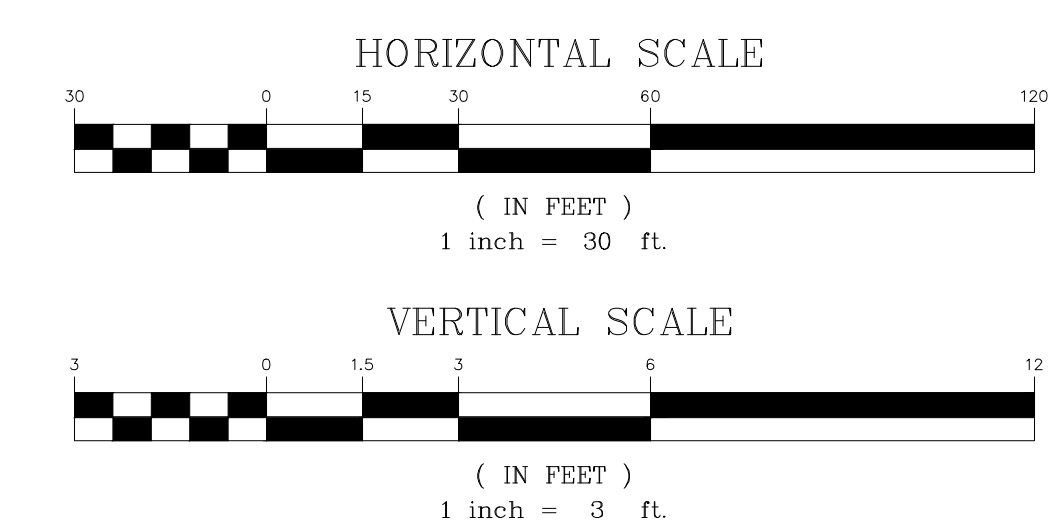 HORIZONTAL SCALE
30 0 15 30 60 120
( IN FEET )
1 inch = 30 ft.
VERTICAL SCALE
3 0 1.5 3 6 12
( IN FEET )
1 inch = 3 ft.